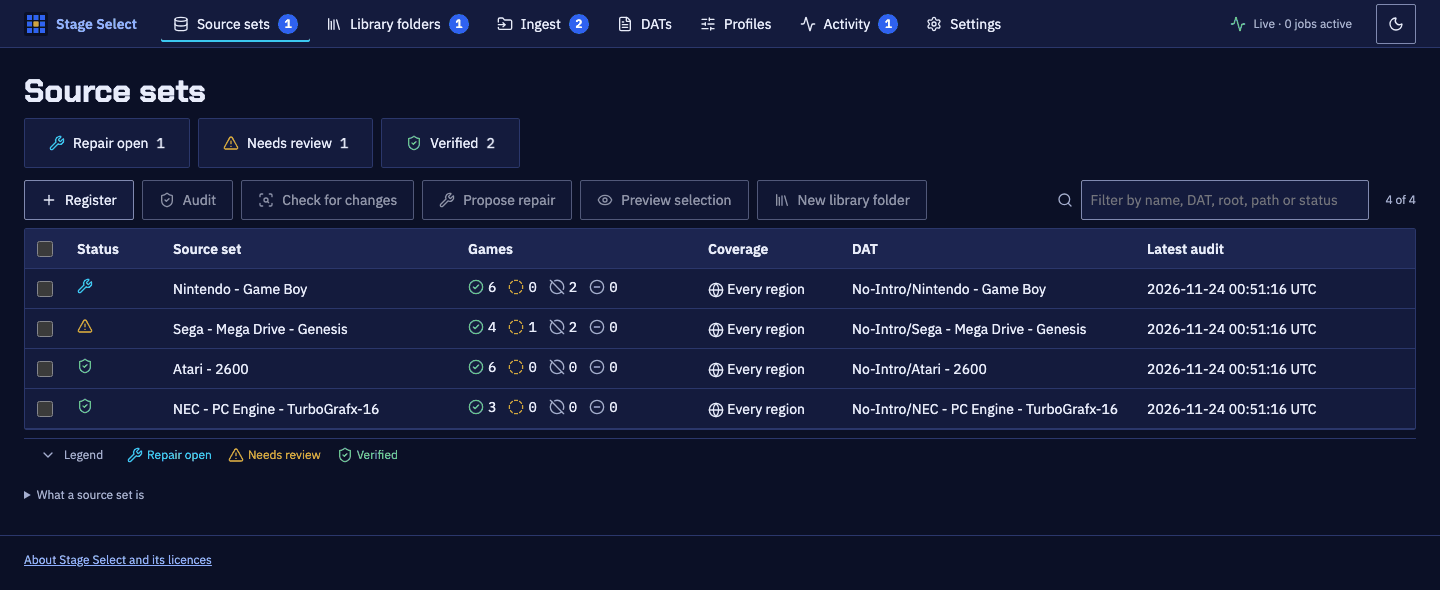 Stage Select
Source sets 1
Library folders 1
Ingest 2
DATs
Profiles
Activity 1
Settings
Live · 0 jobs active
Source sets
Repair open 1
Needs review 1
Verified 2
Register
Audit
Check for changes
Propose repair
Preview selection
New library folder
Filter by name, DAT, root, path or status
4 of 4
Status Source set Games Coverage DAT Latest audit
Nintendo - Game Boy 6 0 2 0 Every region No-Intro/Nintendo - Game Boy 2026-11-24 00:51:16 UTC
Sega - Mega Drive - Genesis 4 1 2 0 Every region No-Intro/Sega - Mega Drive - Genesis 2026-11-24 00:51:16 UTC
Atari - 2600 6 0 0 0 Every region No-Intro/Atari - 2600 2026-11-24 00:51:16 UTC
NEC - PC Engine - TurboGrafx-16 3 0 0 0 Every region No-Intro/NEC - PC Engine - TurboGrafx-16 2026-11-24 00:51:16 UTC
Legend Repair open Needs review Verified
What a source set is
About Stage Select and its licences